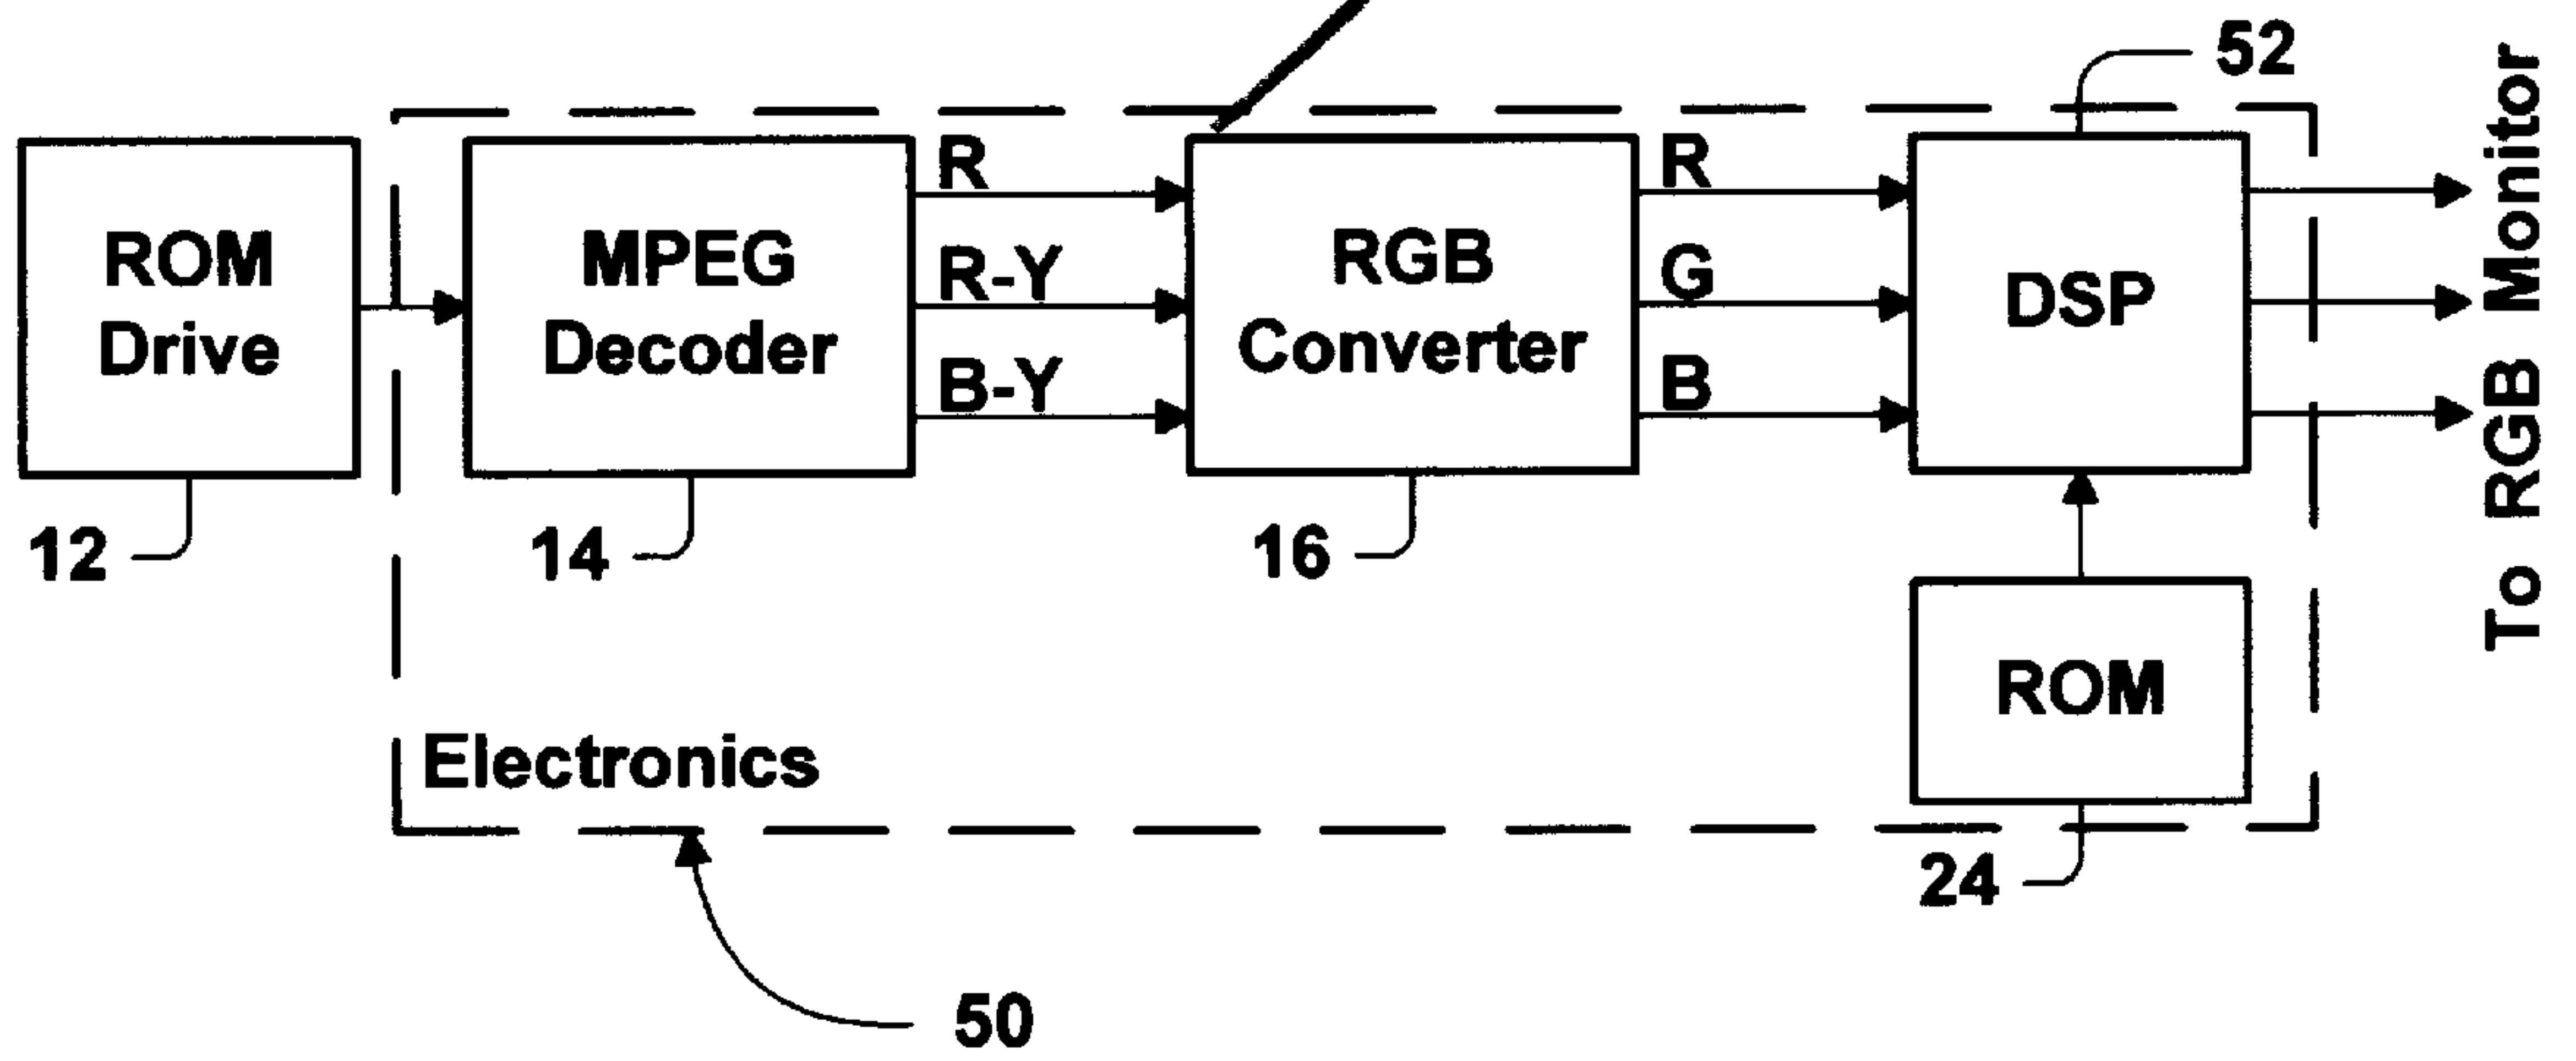 52
ROM
Drive
MPEG
Decoder
R
R-Y
B-Y
RGB
Converter
R
G
B
DSP
To RGB Monitor
12
14
16
ROM
Electronics
24
50